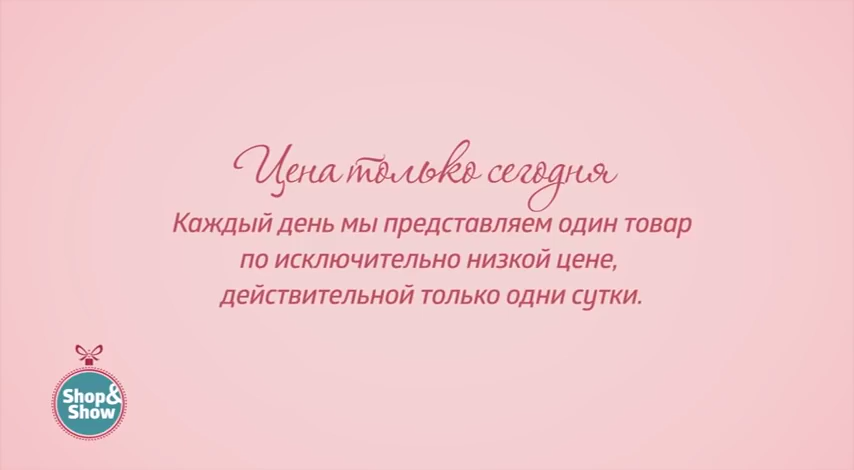 Цена только сегодня
Каждый день мы представляем один товар
по исключительно низкой цене,
действительной только одни сутки.
Shop&
Show